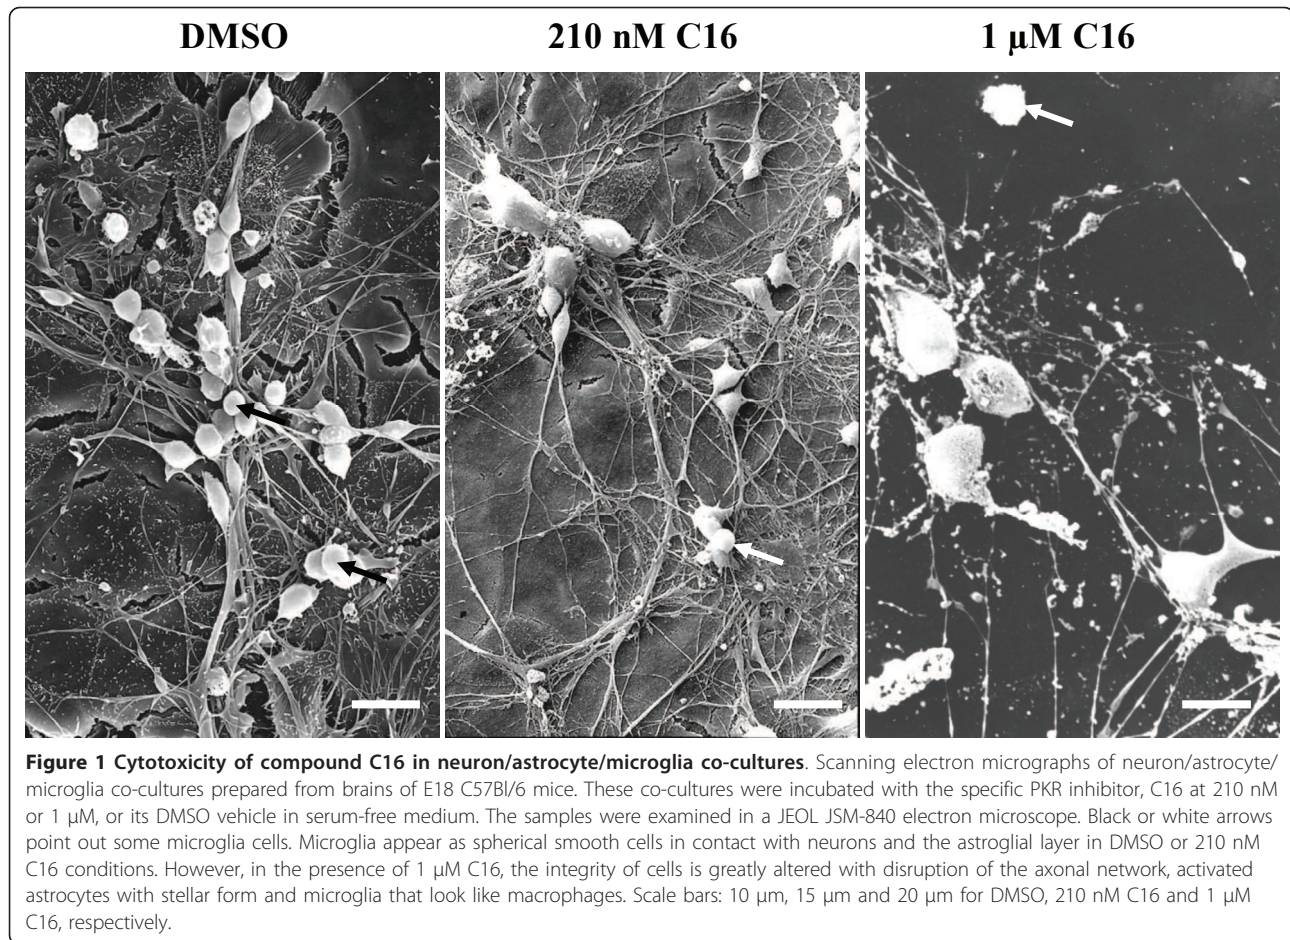 DMSO
210 nM C16
1 µM C16
Figure 1 Cytotoxicity of compound C16 in neuron/astrocyte/microglia co-cultures. Scanning electron micrographs of neuron/astrocyte/
microglia co-cultures prepared from brains of E18 C57Bl/6 mice. These co-cultures were incubated with the specific PKR inhibitor, C16 at 210 nM
or 1 µM, or its DMSO vehicle in serum-free medium. The samples were examined in a JEOL JSM-840 electron microscope. Black or white arrows
point out some microglia cells. Microglia appear as spherical smooth cells in contact with neurons and the astroglial layer in DMSO or 210 nM
C16 conditions. However, in the presence of 1 µM C16, the integrity of cells is greatly altered with disruption of the axonal network, activated
astrocytes with stellar form and microglia that look like macrophages. Scale bars: 10 µm, 15 µm and 20 µm for DMSO, 210 nM C16 and 1 µM
C16, respectively.